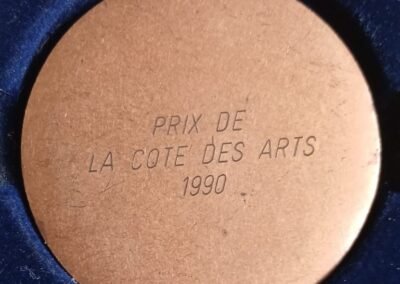 PRIX DE
LA COTE DES ARTS
1990